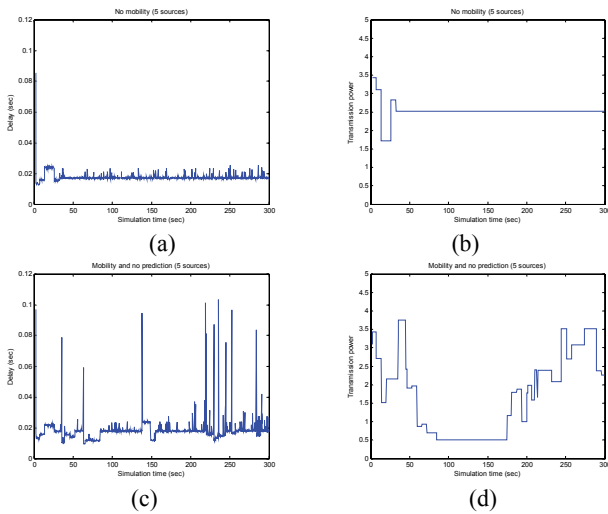 No mobility (5 sources)
0.12
0.1
0.08
0.06
0.04
0.02
0
Delay (sec)
0 50 100 150 200 250 300
Simulation time (sec)
(a)
No mobility (5 sources)
5
4.5
4
3.5
3
2.5
2
1.5
1
0.5
0
Transmission power
0 50 100 150 200 250 300
Simulation time (sec)
(b)
Mobility and no prediction (5 sources)
0.12
0.1
0.08
0.06
0.04
0.02
0
Delay (sec)
0 50 100 150 200 250 300
Simulation time (sec)
(c)
Mobility and no prediction (5 sources)
5
4.5
4
3.5
3
2.5
2
1.5
1
0.5
0
Transmission power
0 50 100 150 200 250 300
Simulation time (sec)
(d)